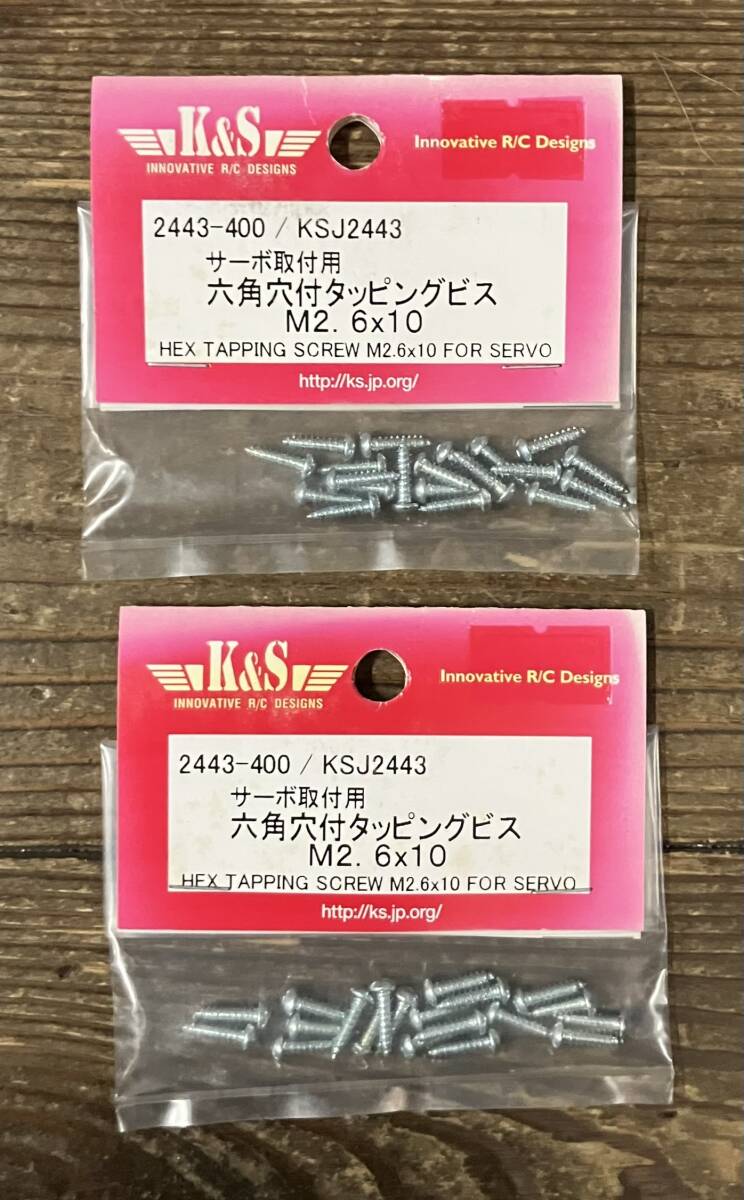 K&S
INNOVATIVE R/C DESIGNS
Innovative R/C Designs
2443-400 / KSJ2443
サーボ取付用
六角穴付タッピングビス
M2. 6x10
HEX TAPPING SCREW M2.6x10 FOR SERVO
http://ks.jp.org/
K&S
INNOVATIVE R/C DESIGNS
Innovative R/C Designs
2443-400 / KSJ2443
サーボ取付用
六角穴付タッピングビス
M2. 6x10
HEX TAPPING SCREW M2.6x10 FOR SERVO
http://ks.jp.org/